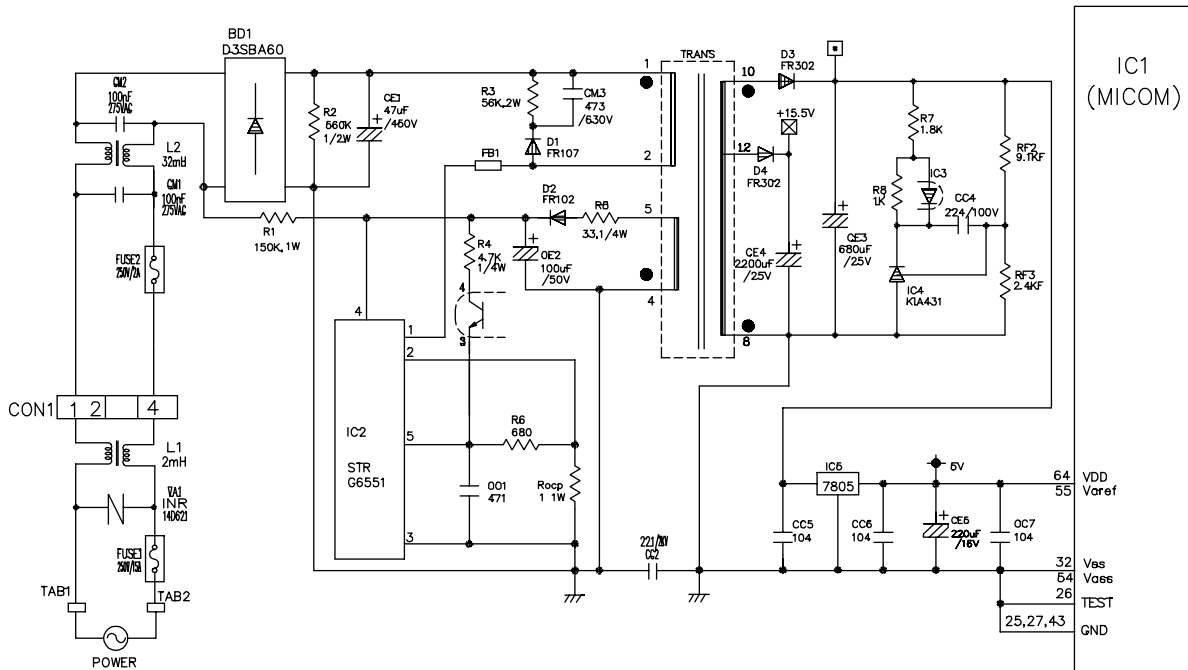 BD1
D3SBA60
CM2
100nF
275VAC
L2
32mH
CM1
100nF
275VAC
FUSE2
250V/2A
CON1
1
2
4
L1
2mH
VA1
INR
14D621
FUSE1
250V/15A
TAB1
TAB2
POWER
R2
560K
1/2W
CE1
47uF
/450V
+
R3
56K,2W
CM3
473
/630V
D1
FR107
FB1
TRANS
1
2
5
4
10
12
8
R1
150K,1W
D2
FR102
33,1/4W
R4
4.7K
1/4W
+
OE2
100uF
/50V
4
3
4
1
2
5
3
IC2
STR
G6551
R6
680
001
471
Rocp
1 1W
CG2
D3
FR302
+15.5V
D4
FR302
CE4
2200uF
/25V
+
CE3
680uF
/25V
+
R7
1.8K
R8
1K
IC3
CC4
224/100V
RF2
9.1KF
RF3
2.4KF
IC4
KIA431
IC1
(MICOM)
IC5
7805
5V
CC5
104
CC6
104
CE5
220uF
/16V
+
OC7
104
64
VDD
55
Varef
32
Vss
54
Vass
26
TEST
25,27,43
GND